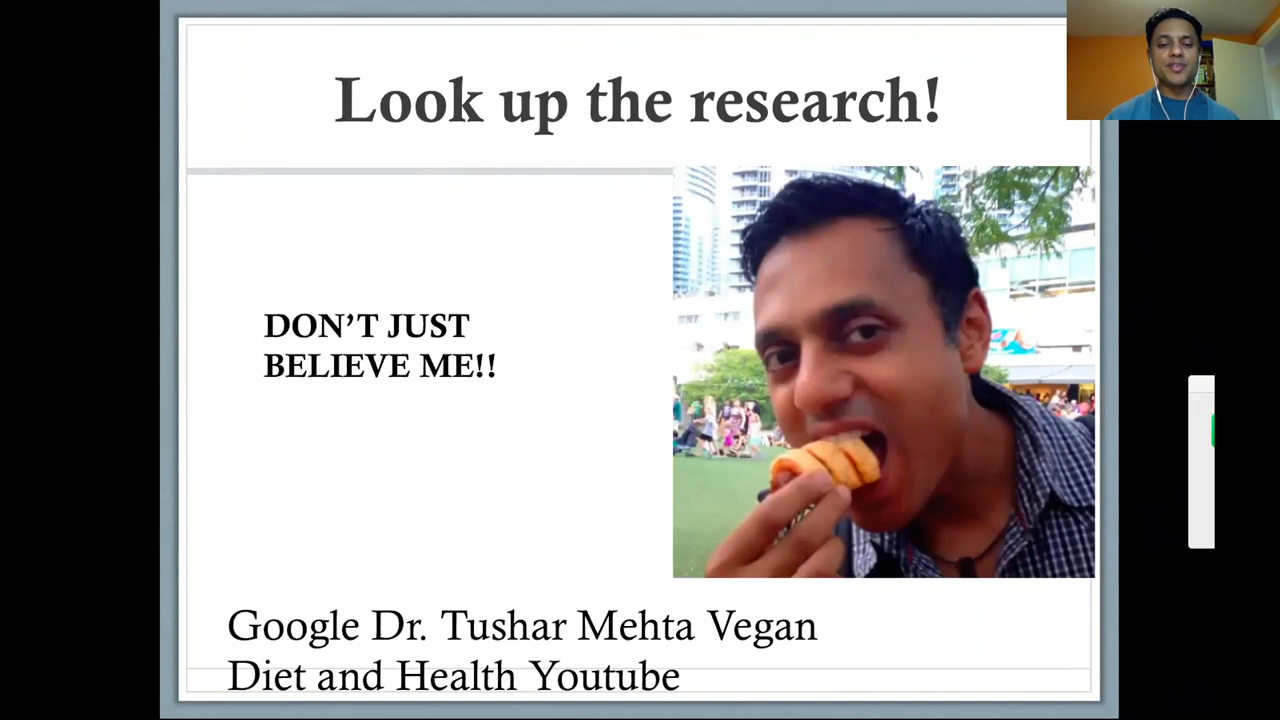 Look up the research!
DON’T JUST
BELIEVE ME!!
Google Dr. Tushar Mehta Vegan
Diet and Health Youtube